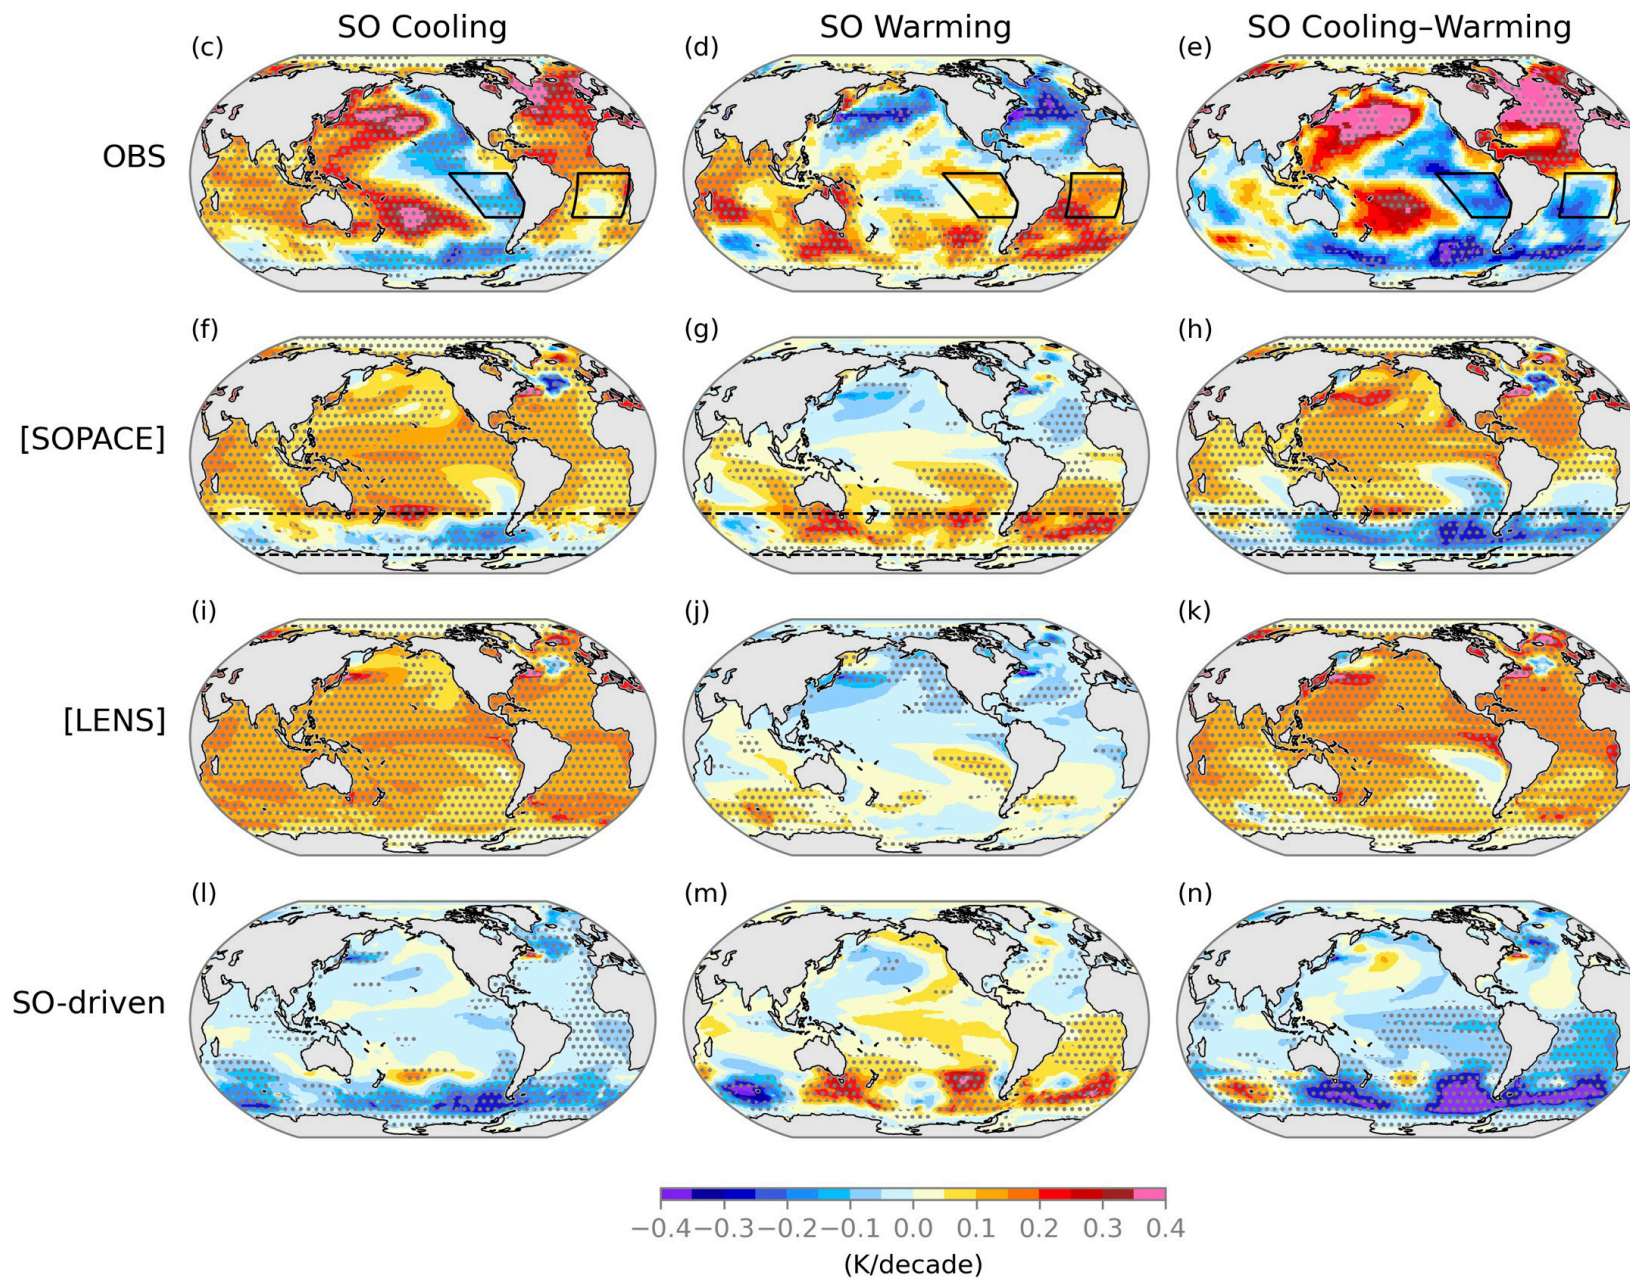 SO Cooling
SO Warming
SO Cooling–Warming
(c)
(d)
(e)
OBS
(f)
(g)
(h)
[SOPACE]
(i)
(j)
(k)
[LENS]
(l)
(m)
(n)
SO-driven
−0.4 −0.3 −0.2 −0.1 0.0 0.1 0.2 0.3 0.4
(K/decade)